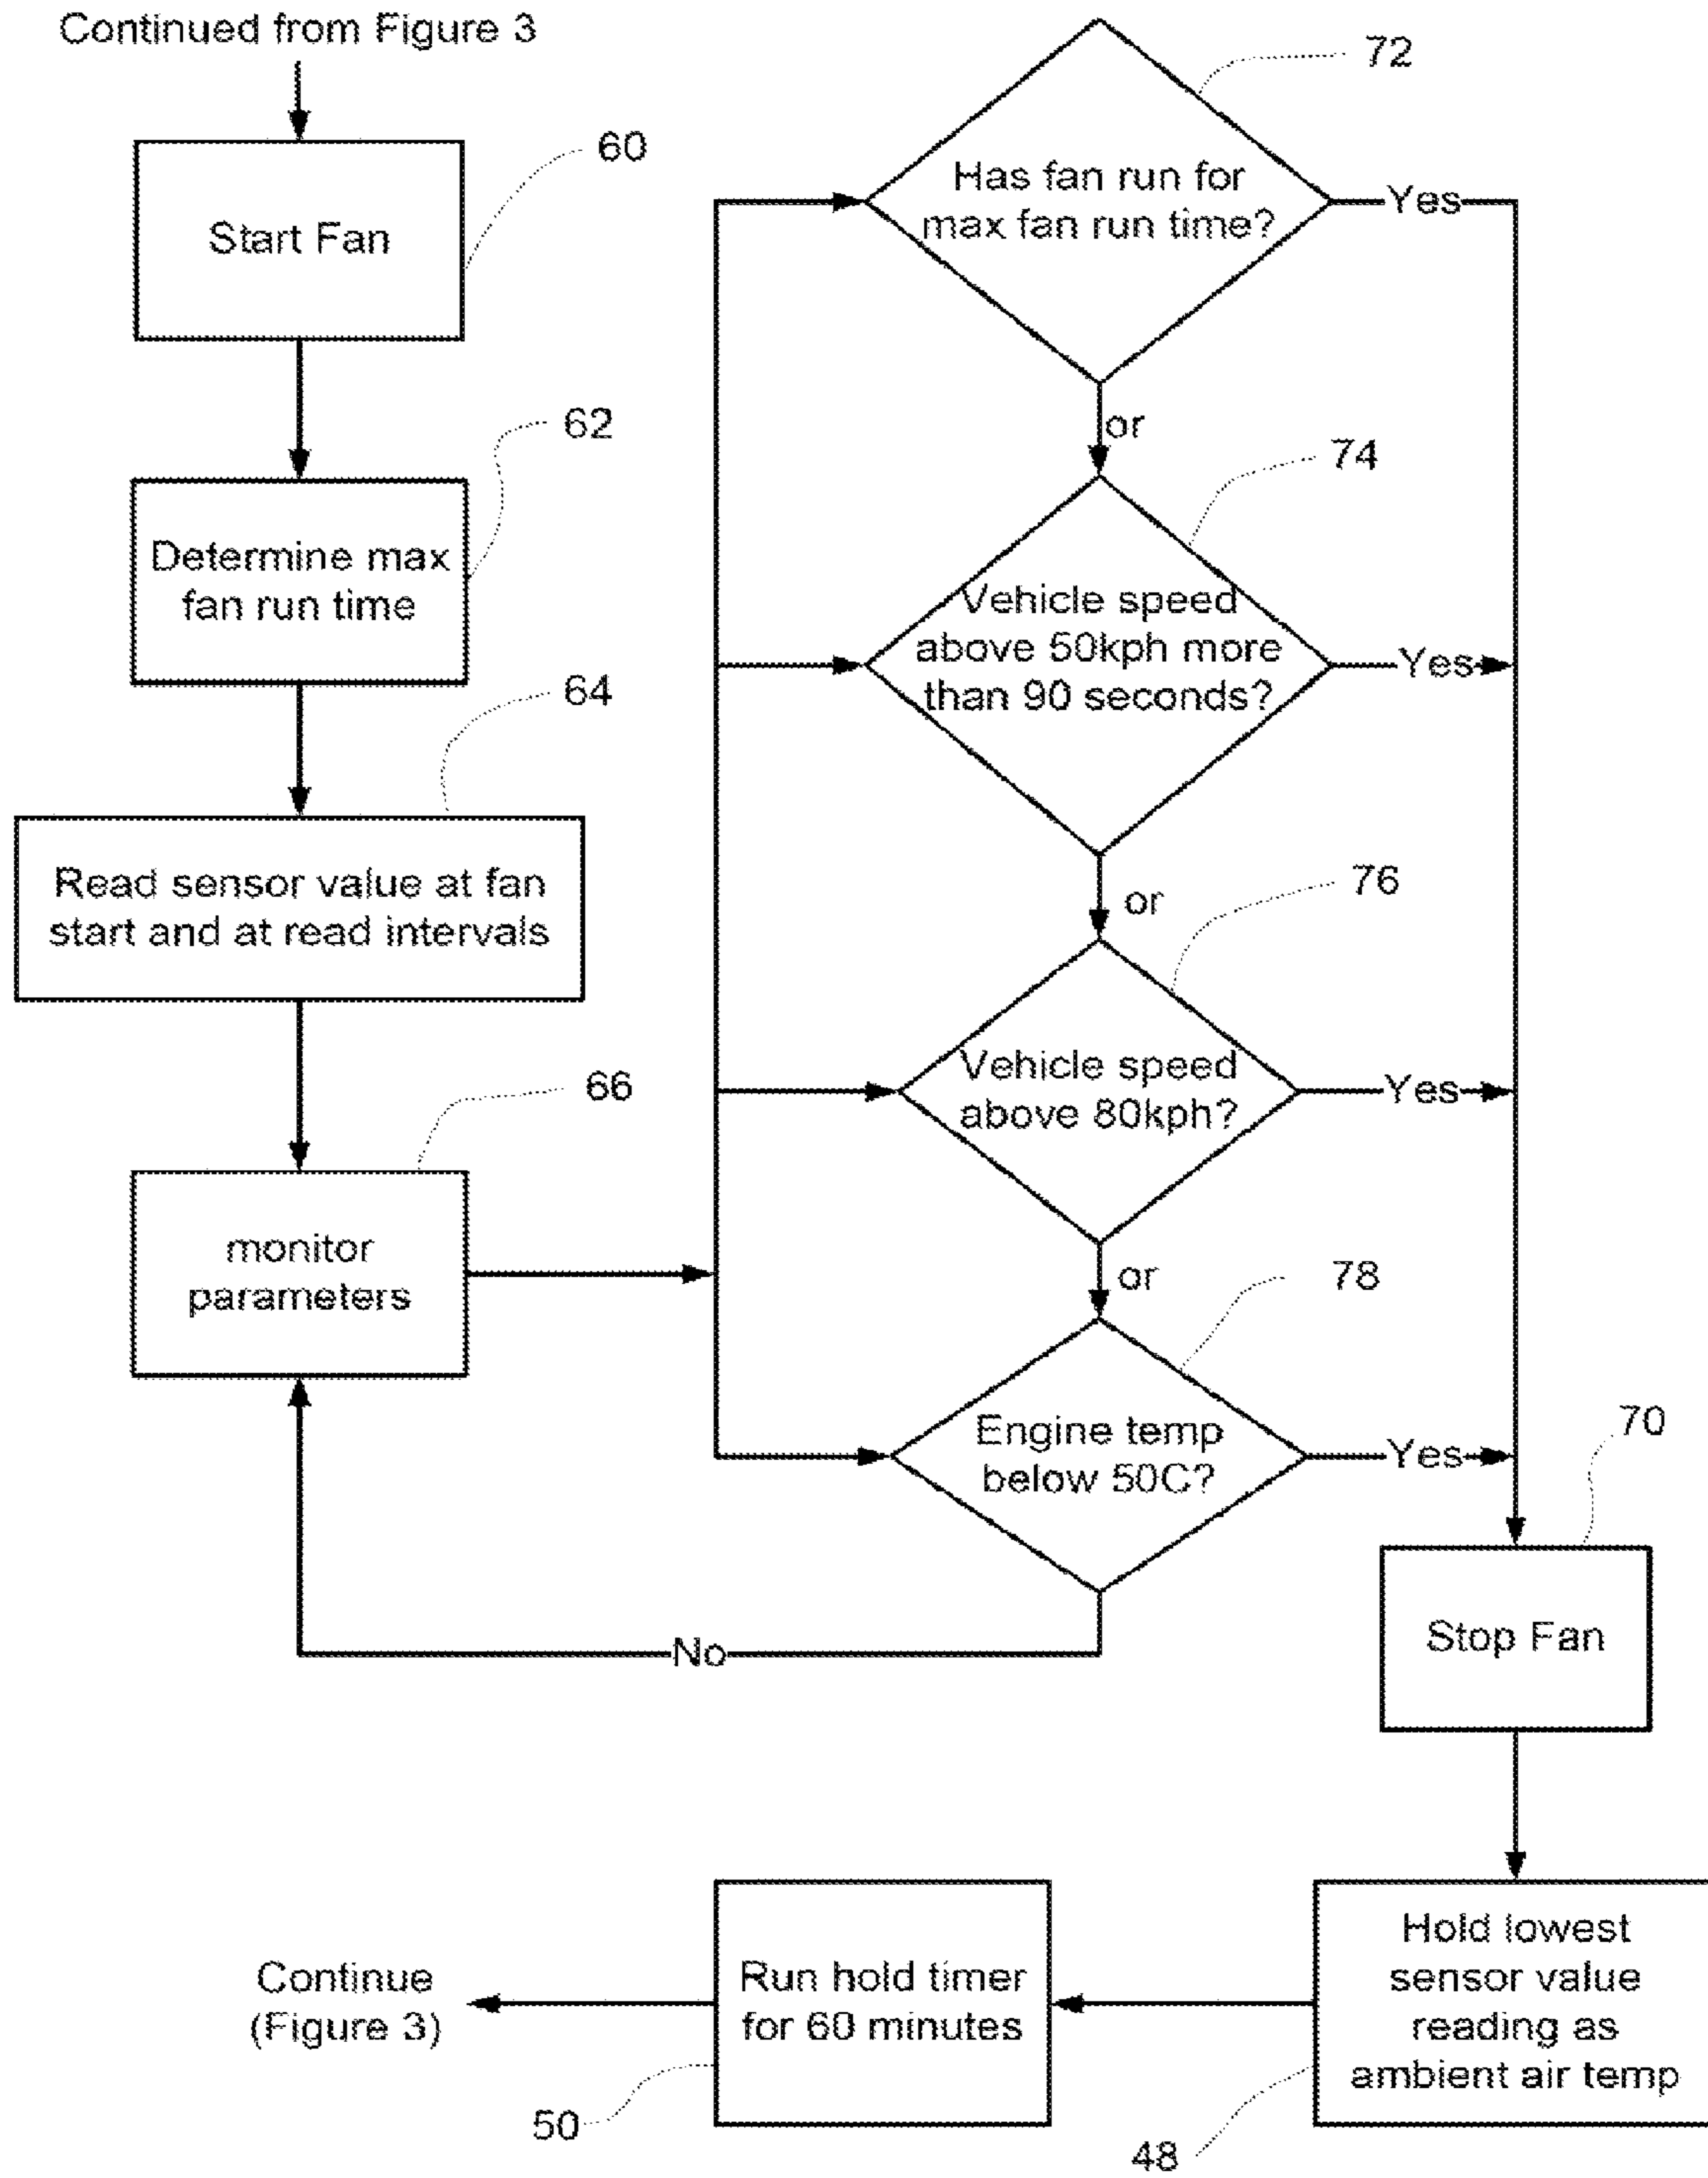 Continued from Figure 3
60
Start Fan
62
Determine max
fan run time
64
Read sensor value at fan
start and at read intervals
66
monitor
parameters
72
Has fan run for
max fan run time?
Yes
or
74
Vehicle speed
above 50kph more
than 90 seconds?
Yes
or
76
Vehicle speed
above 80kph?
Yes
or
78
Engine temp
below 50C?
Yes
No
70
Stop Fan
Hold lowest
sensor value
reading as
ambient air temp
48
Run hold timer
for 60 minutes
50
Continue
(Figure 3)